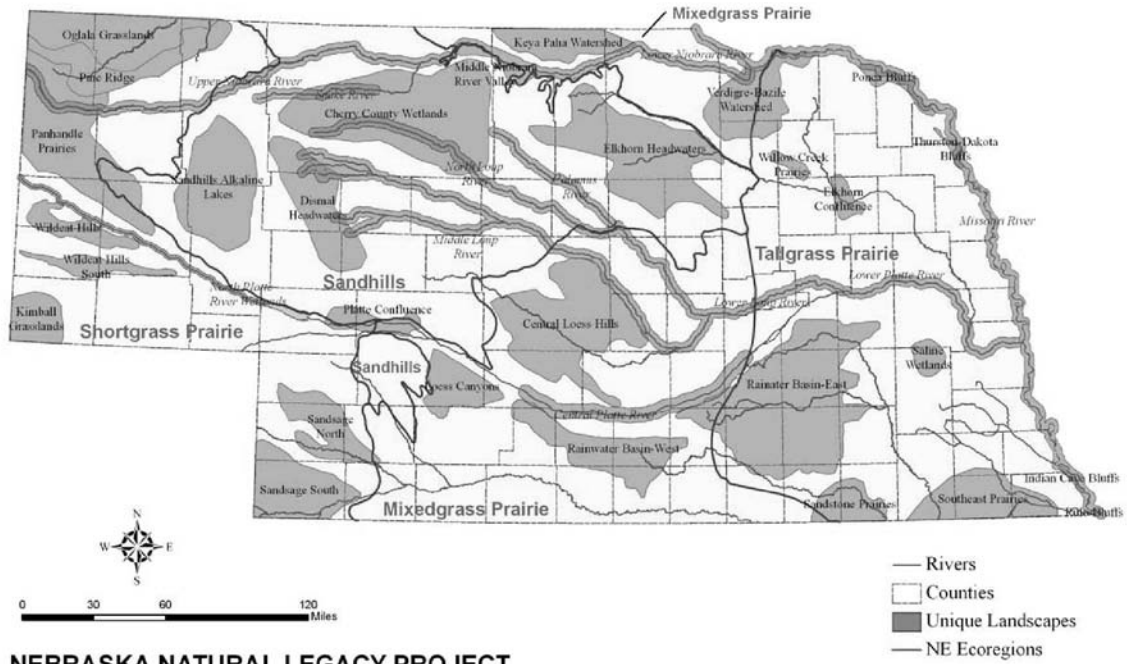 Mixedgrass Prairie
Oglala Grasslands
Keya Paha Watershed
Lower Niobrara River
Pine Ridge
Upper Niobrara River
Middle Niobrara
River Valley
Ponca Bluffs
Snake River
Verdigre-Bazile
Watershed
Cherry County Wetlands
Panhandle
Prairies
Elkhorn Headwaters
Thurston-Dakota
Bluffs
Willow Creek
Prairies
Sandhills Alkaline
Lakes
North Loup
River
Calamus
River
Elkhorn
Confluence
Dismal
Headwaters
Missouri River
Wildcat Hills
Middle Loup
River
Tallgrass Prairie
Wildcat Hills
South
Lower Platte River
Sandhills
North Platte
River Wetlands
Lower Loup Rivers
Kimball
Grasslands
Platte Confluence
Central Loess Hills
Shortgrass Prairie
Saline
Wetlands
Sandhills
Loess Canyons
Rainwater Basin-East
Central Platte River
Sandsage
North
Rainwater Basin-West
Indian Cave Bluffs
Sandsage South
Southeast Prairies
Mixedgrass Prairie
Sandstone Prairies
Rulo Bluffs
N
W E
S
0 30 60 120
Miles
Rivers
Counties
Unique Landscapes
NE Ecoregions
NEBRASKA NATURAL LEGACY PROJECT